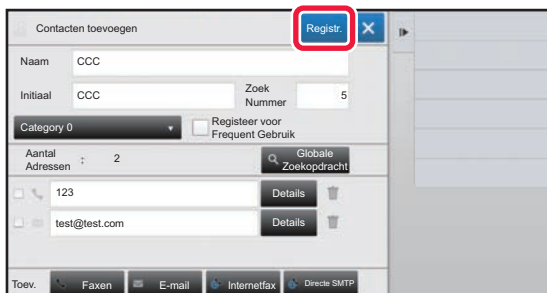 Contacten toevoegen Registr.
Naam CCC
Initiaal CCC Zoek Nummer 5
Category 0 Registeer voor Frequent Gebruik
Aantal Adressen : 2 Globale Zoekopdracht
123 Details
test@test.com Details
Toev. Faxen E-mail Internetfax Directe SMTP